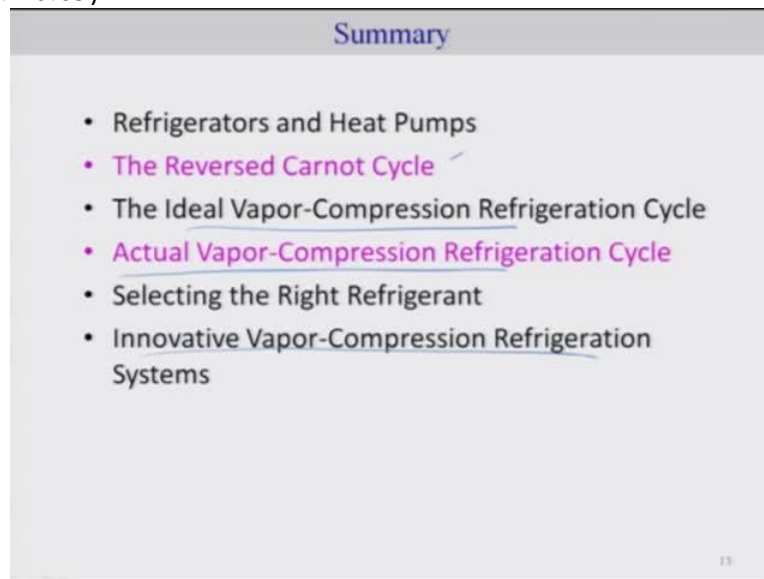 Summary
• Refrigerators and Heat Pumps
• The Reversed Carnot Cycle
• The Ideal Vapor-Compression Refrigeration Cycle
• Actual Vapor-Compression Refrigeration Cycle
• Selecting the Right Refrigerant
• Innovative Vapor-Compression Refrigeration
Systems
13